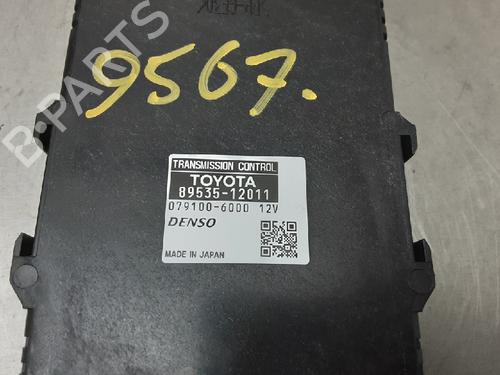 9567.
B-PARTS
TRANSMISSION CONTROL
TOYOTA
89535-12011
079100-6000 12V
DENSO
MADE IN JAPAN